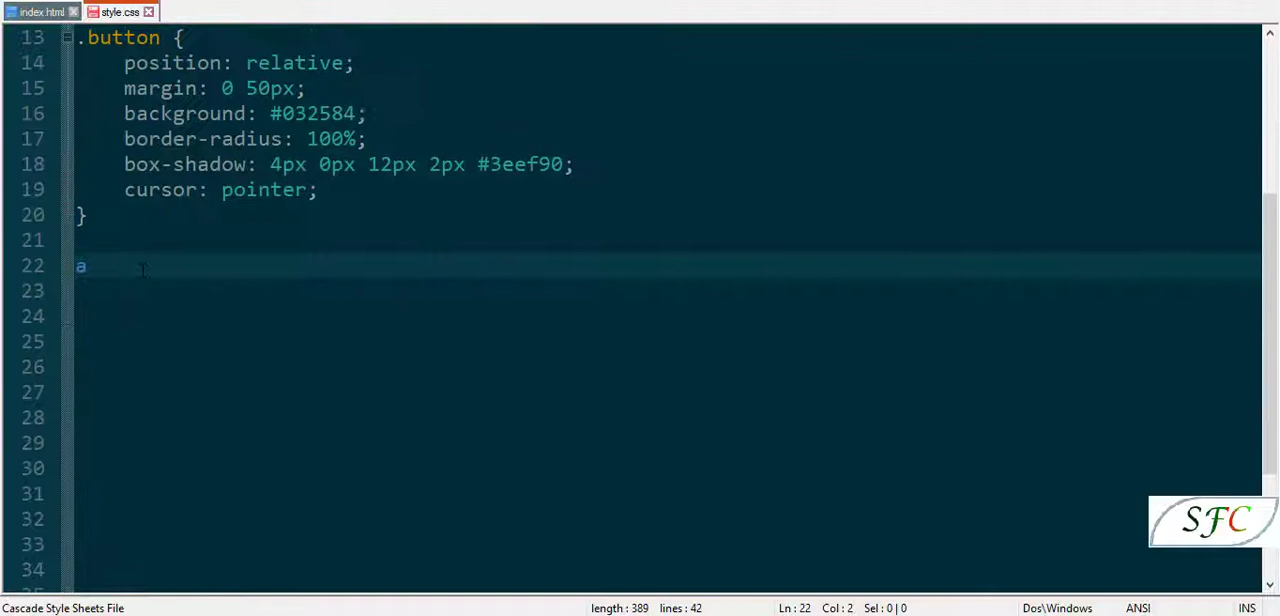 index.html
style.css
13 .button {
14 position: relative;
15 margin: 0 50px;
16 background: #032584;
17 border-radius: 100%;
18 box-shadow: 4px 0px 12px 2px #3eef90;
19 cursor: pointer;
20 }
21
22 a
23
24
25
26
27
28
29
30
31
32
33
34
SFC
Cascade Style Sheets File length : 389 lines : 42 Ln : 22 Col : 2 Sel : 0 | 0 Dos\Windows ANSI INS